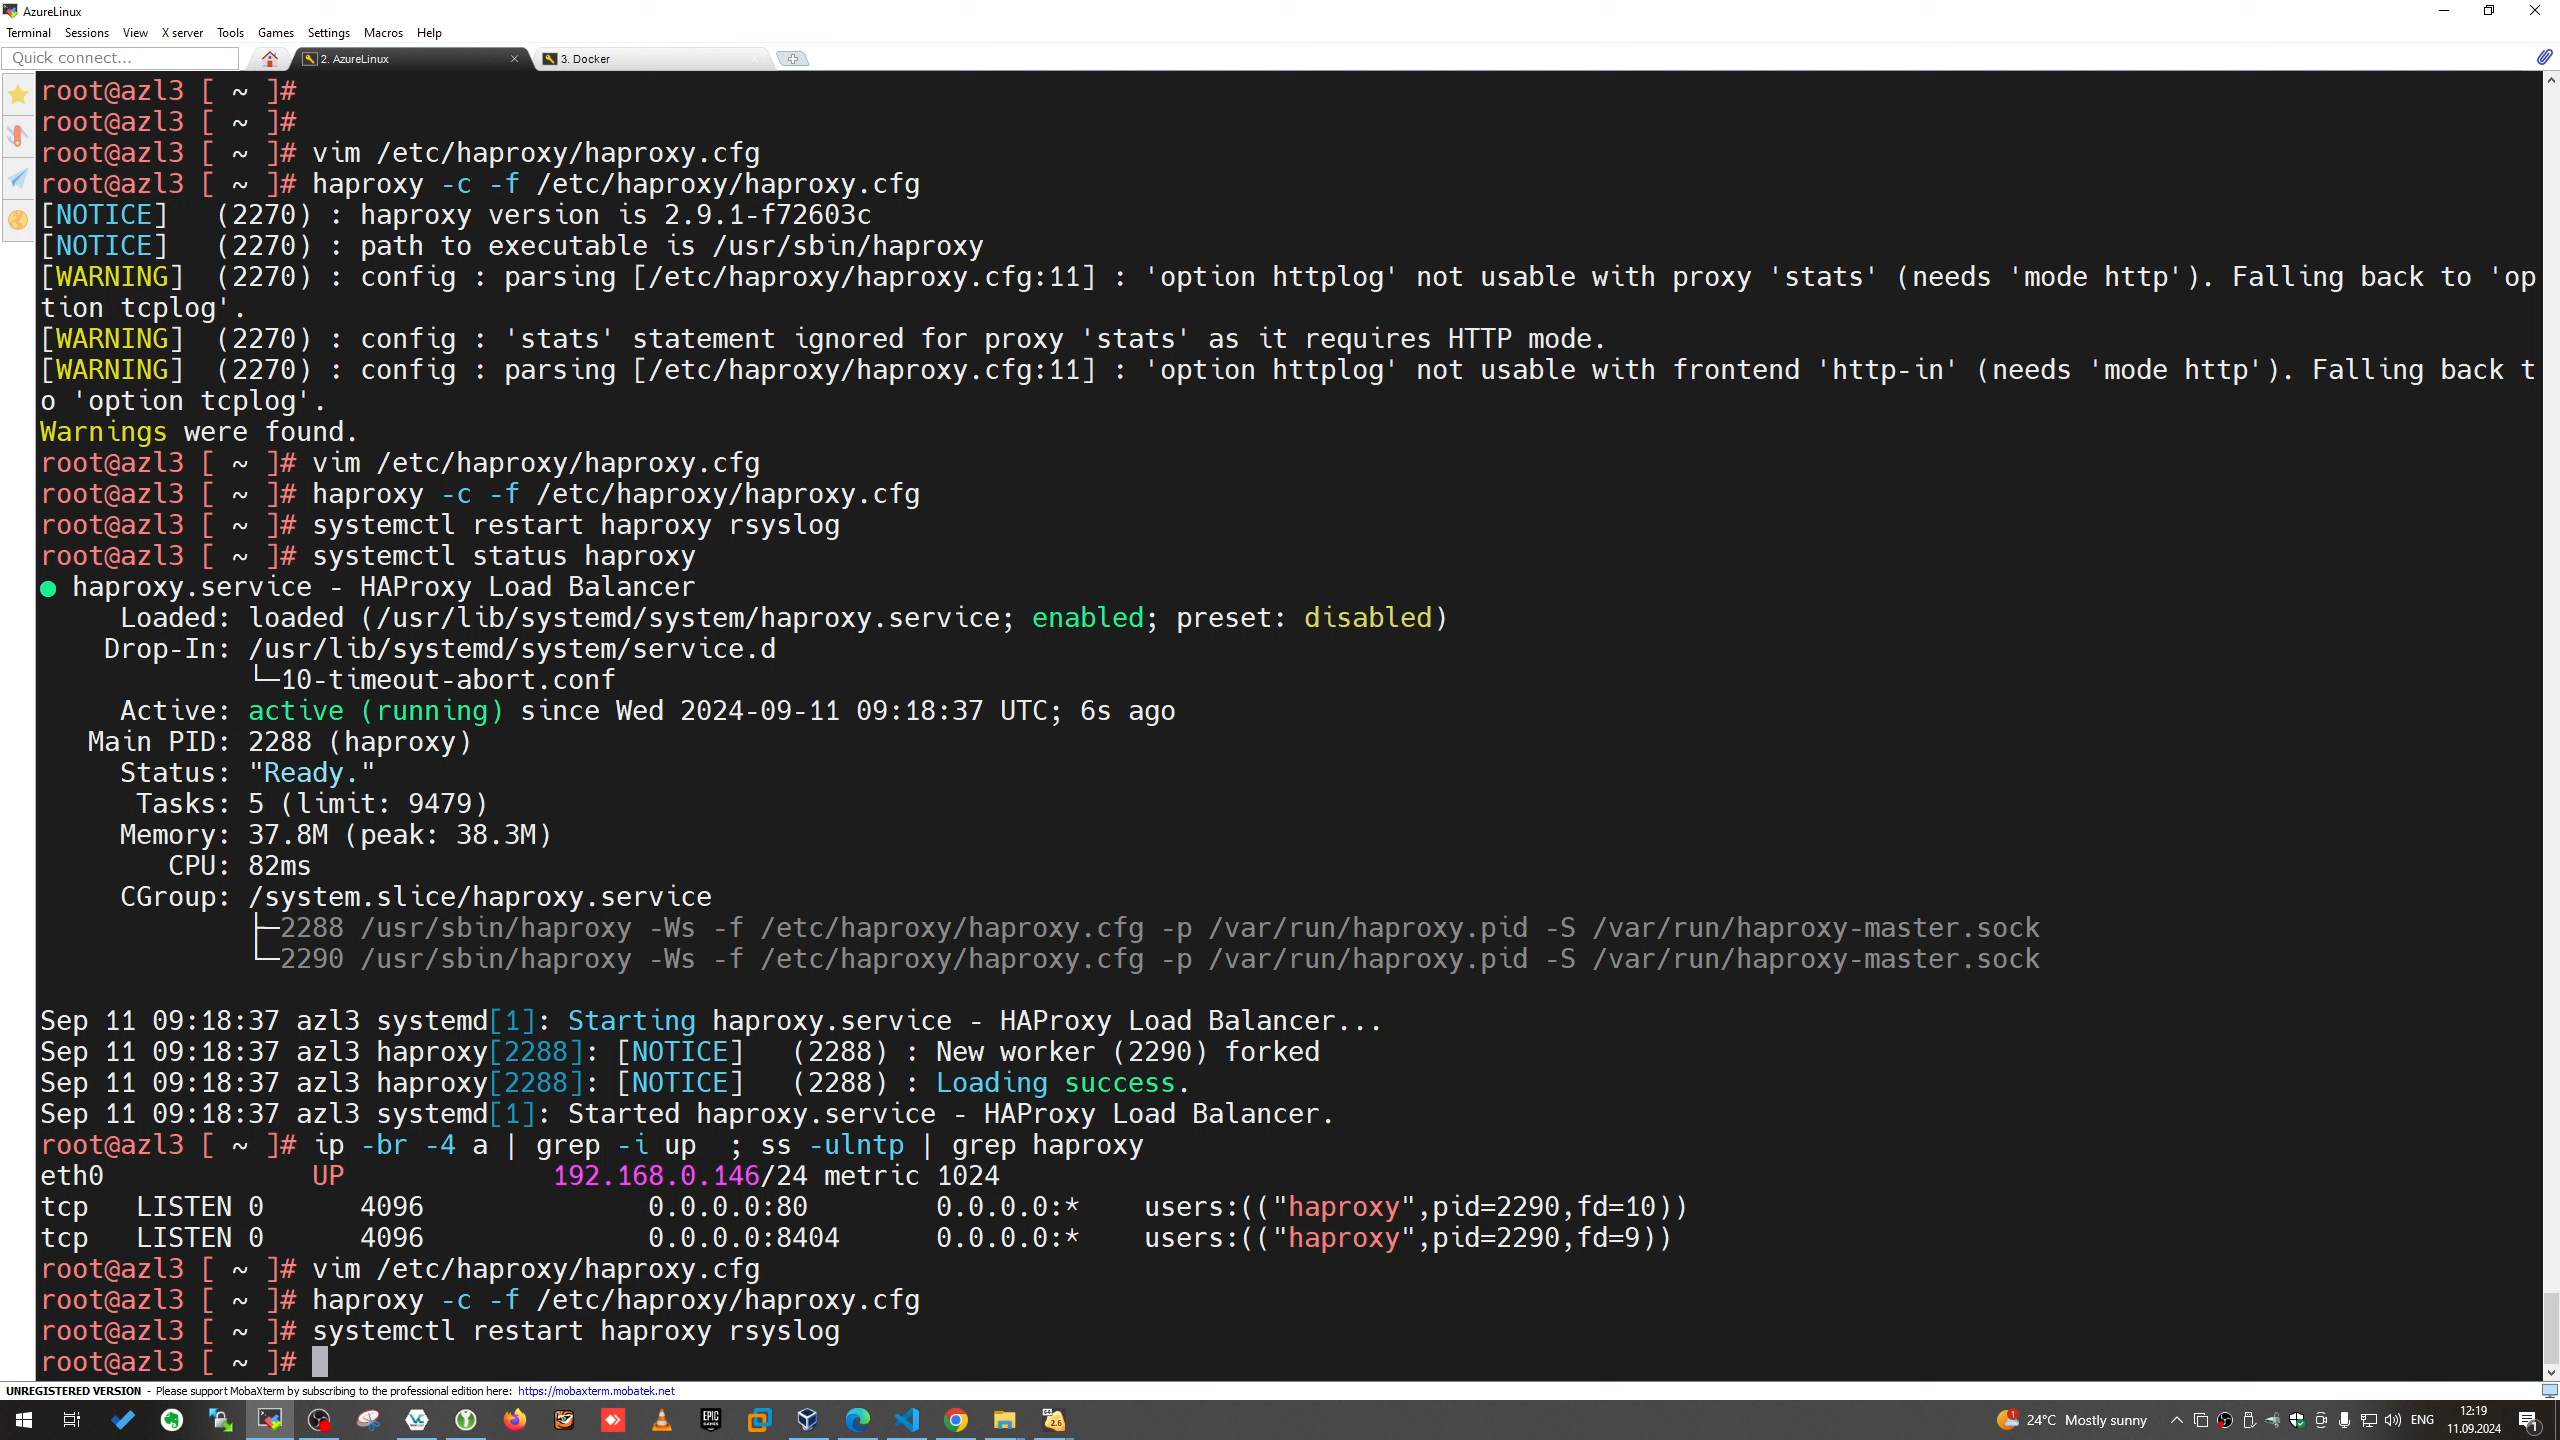 AzureLinux
Terminal Sessions View X server Tools Games Settings Macros Help
Quick connect... 2. AzureLinux 3. Docker
root@azl3 [ ~ ]#
root@azl3 [ ~ ]#
root@azl3 [ ~ ]# vim /etc/haproxy/haproxy.cfg
root@azl3 [ ~ ]# haproxy -c -f /etc/haproxy/haproxy.cfg
[NOTICE]   (2270) : haproxy version is 2.9.1-f72603c
[NOTICE]   (2270) : path to executable is /usr/sbin/haproxy
[WARNING]  (2270) : config : parsing [/etc/haproxy/haproxy.cfg:11] : 'option httplog' not usable with proxy 'stats' (needs 'mode http'). Falling back to 'op
tion tcplog'.
[WARNING]  (2270) : config : 'stats' statement ignored for proxy 'stats' as it requires HTTP mode.
[WARNING]  (2270) : config : parsing [/etc/haproxy/haproxy.cfg:11] : 'option httplog' not usable with frontend 'http-in' (needs 'mode http'). Falling back t
o 'option tcplog'.
Warnings were found.
root@azl3 [ ~ ]# vim /etc/haproxy/haproxy.cfg
root@azl3 [ ~ ]# haproxy -c -f /etc/haproxy/haproxy.cfg
root@azl3 [ ~ ]# systemctl restart haproxy rsyslog
root@azl3 [ ~ ]# systemctl status haproxy
● haproxy.service - HAProxy Load Balancer
     Loaded: loaded (/usr/lib/systemd/system/haproxy.service; enabled; preset: disabled)
    Drop-In: /usr/lib/systemd/system/service.d
             └─10-timeout-abort.conf
     Active: active (running) since Wed 2024-09-11 09:18:37 UTC; 6s ago
   Main PID: 2288 (haproxy)
     Status: "Ready."
      Tasks: 5 (limit: 9479)
     Memory: 37.8M (peak: 38.3M)
        CPU: 82ms
     CGroup: /system.slice/haproxy.service
             ├─2288 /usr/sbin/haproxy -Ws -f /etc/haproxy/haproxy.cfg -p /var/run/haproxy.pid -S /var/run/haproxy-master.sock
             └─2290 /usr/sbin/haproxy -Ws -f /etc/haproxy/haproxy.cfg -p /var/run/haproxy.pid -S /var/run/haproxy-master.sock
Sep 11 09:18:37 azl3 systemd[1]: Starting haproxy.service - HAProxy Load Balancer...
Sep 11 09:18:37 azl3 haproxy[2288]: [NOTICE]   (2288) : New worker (2290) forked
Sep 11 09:18:37 azl3 haproxy[2288]: [NOTICE]   (2288) : Loading success.
Sep 11 09:18:37 azl3 systemd[1]: Started haproxy.service - HAProxy Load Balancer.
root@azl3 [ ~ ]# ip -br -4 a | grep -i up  ; ss -ulntp | grep haproxy
eth0             UP             192.168.0.146/24 metric 1024
tcp   LISTEN 0      4096              0.0.0.0:80        0.0.0.0:*    users:(("haproxy",pid=2290,fd=10))
tcp   LISTEN 0      4096              0.0.0.0:8404      0.0.0.0:*    users:(("haproxy",pid=2290,fd=9))
root@azl3 [ ~ ]# vim /etc/haproxy/haproxy.cfg
root@azl3 [ ~ ]# haproxy -c -f /etc/haproxy/haproxy.cfg
root@azl3 [ ~ ]# systemctl restart haproxy rsyslog
root@azl3 [ ~ ]#
UNREGISTERED VERSION - Please support MobaXterm by subscribing to the professional edition here: https://mobaxterm.mobatek.net
24°C Mostly sunny ENG 12:19
11.09.2024